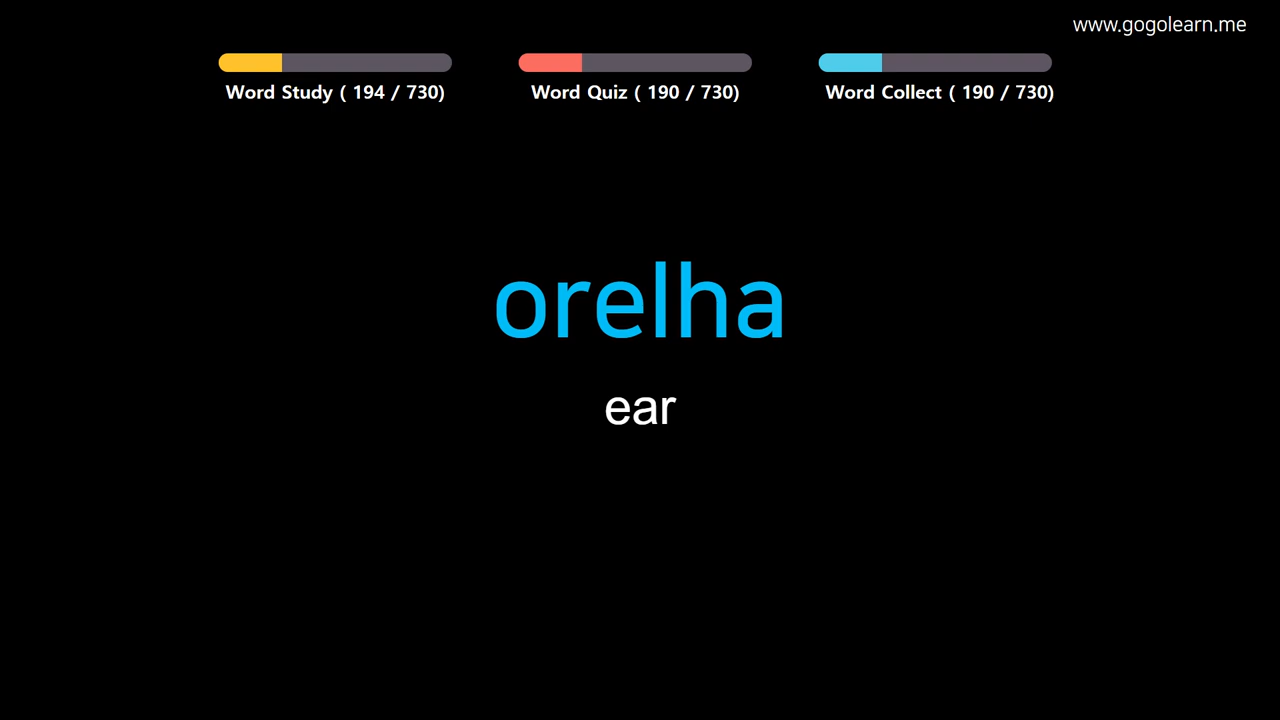 www.gogolearn.me
Word Study ( 194 / 730)
Word Quiz ( 190 / 730)
Word Collect ( 190 / 730)
orelha
ear